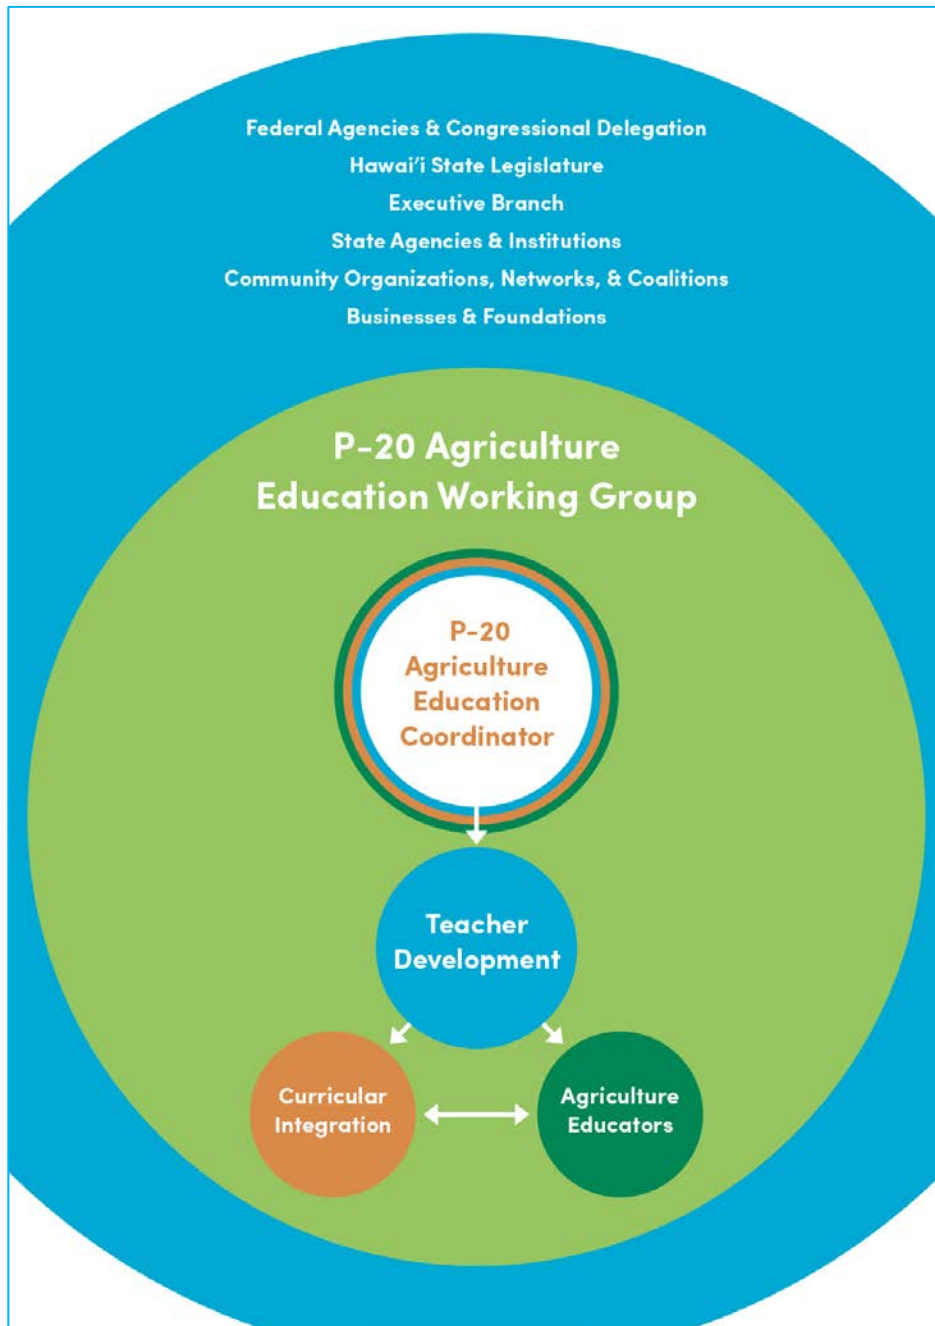 Federal Agencies & Congressional Delegation
Hawai‘i State Legislature
Executive Branch
State Agencies & Institutions
Community Organizations, Networks, & Coalitions
Businesses & Foundations
P-20 Agriculture
Education Working Group
P-20
Agriculture
Education
Coordinator
Teacher
Development
Curricular
Integration
Agriculture
Educators